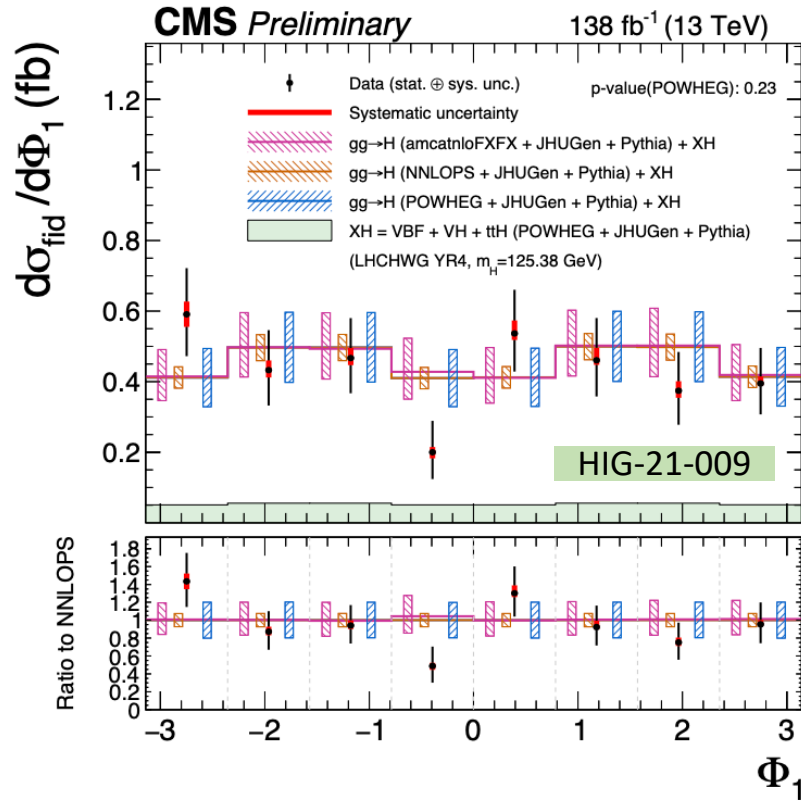 CMS Preliminary 138 fb⁻¹ (13 TeV)
dσ_fid/dΦ₁ (fb)
Data (stat. ⊕ sys. unc.)
p-value(POWHEG): 0.23
Systematic uncertainty
gg→H (amcatnloFXFX + JHUGen + Pythia) + XH
gg→H (NNLOPS + JHUGen + Pythia) + XH
gg→H (POWHEG + JHUGen + Pythia) + XH
XH = VBF + VH + ttH (POWHEG + JHUGen + Pythia)
(LHCHWG YR4, m_H=125.38 GeV)
1.2
1
0.8
0.6
0.4
0.2
HIG-21-009
Ratio to NNLOPS
1.8
1.6
1.4
1.2
1
0.8
0.6
0.4
0.2
0
−3 −2 −1 0 1 2 3
Φ₁